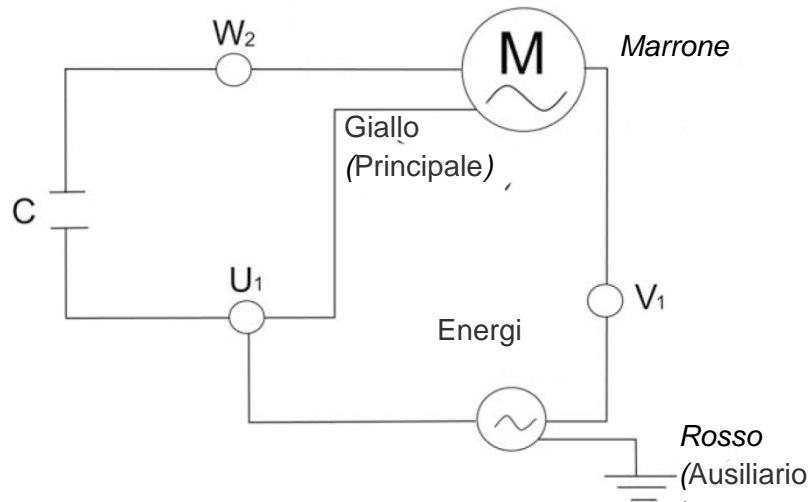 W2
M
Marrone
Giallo
(Principale)
C
U1
V1
Energi
Rosso
(Ausiliario